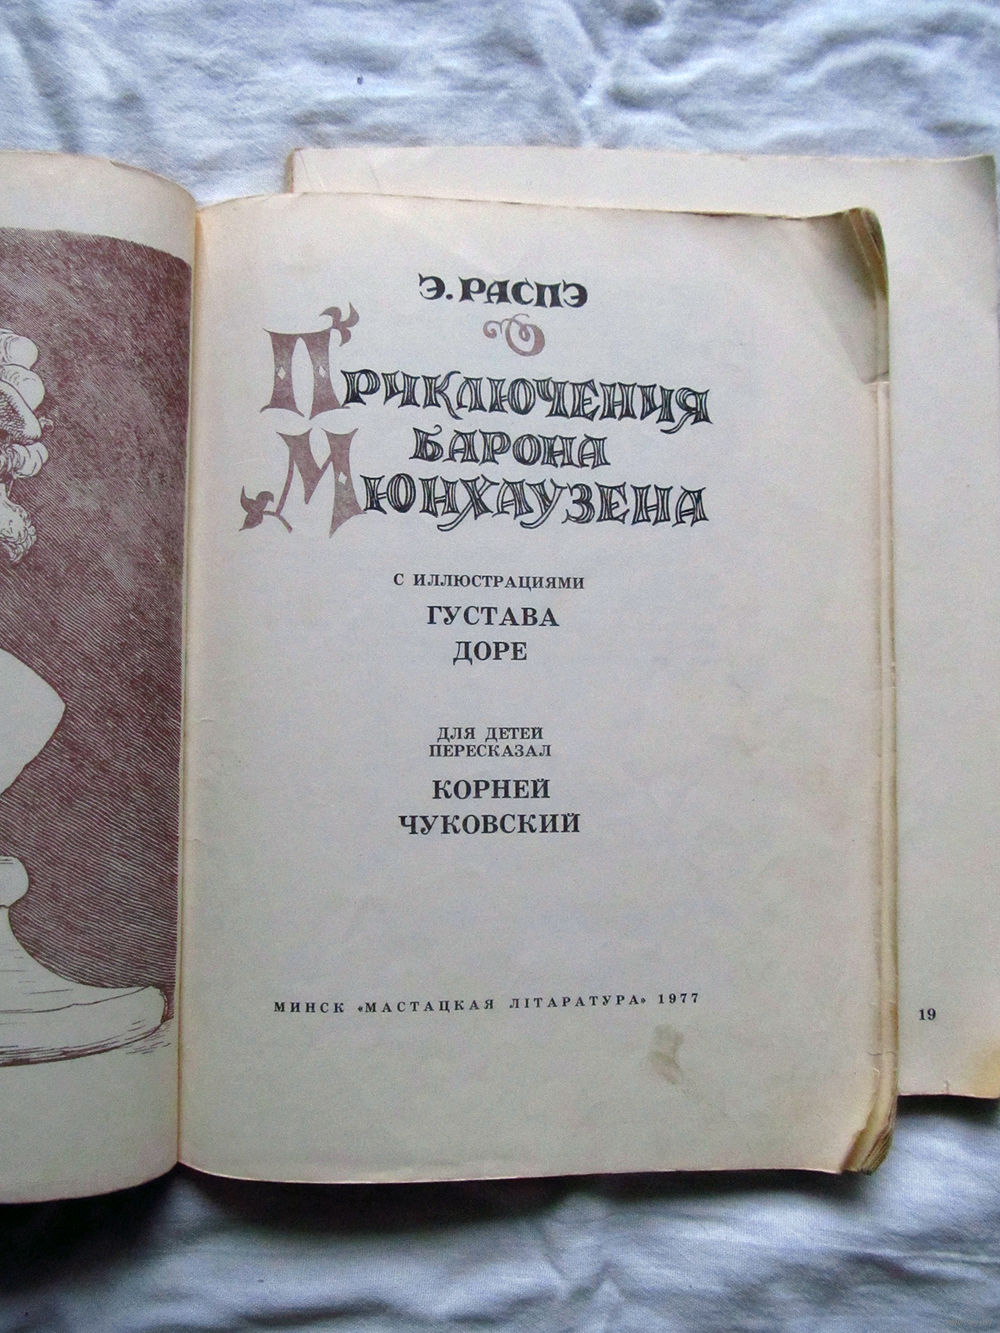 Э. РАСПЭ
ПРИКЛЮЧЕНИЯ
БАРОНА
МЮНХАУЗЕНА
С ИЛЛЮСТРАЦИЯМИ
ГУСТАВА
ДОРЕ
ДЛЯ ДЕТЕЙ
ПЕРЕСКАЗАЛ
КОРНЕЙ
ЧУКОВСКИЙ
МИНСК «МАСТАЦКАЯ ЛІТАРАТУРА» 1977
19